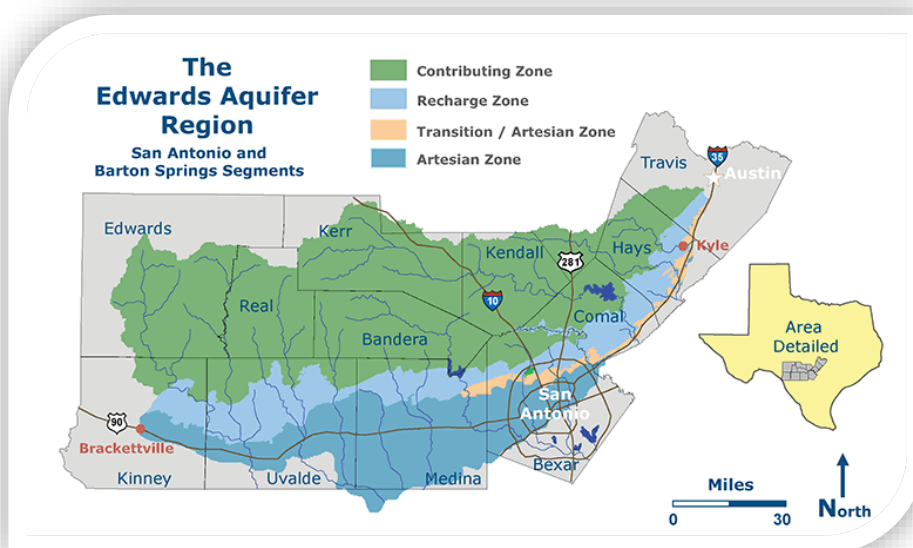 The
Edwards Aquifer
Region
San Antonio and
Barton Springs Segments
Contributing Zone
Recharge Zone
Transition / Artesian Zone
Artesian Zone
Travis
35
Austin
Edwards
Kerr
Kendall
281
Hays
Kyle
Real
10
Comal
Bandera
Area
Detailed
San
Antonio
90
Brackettville
Kinney
Uvalde
Medina
Bexar
Miles
0
30
North